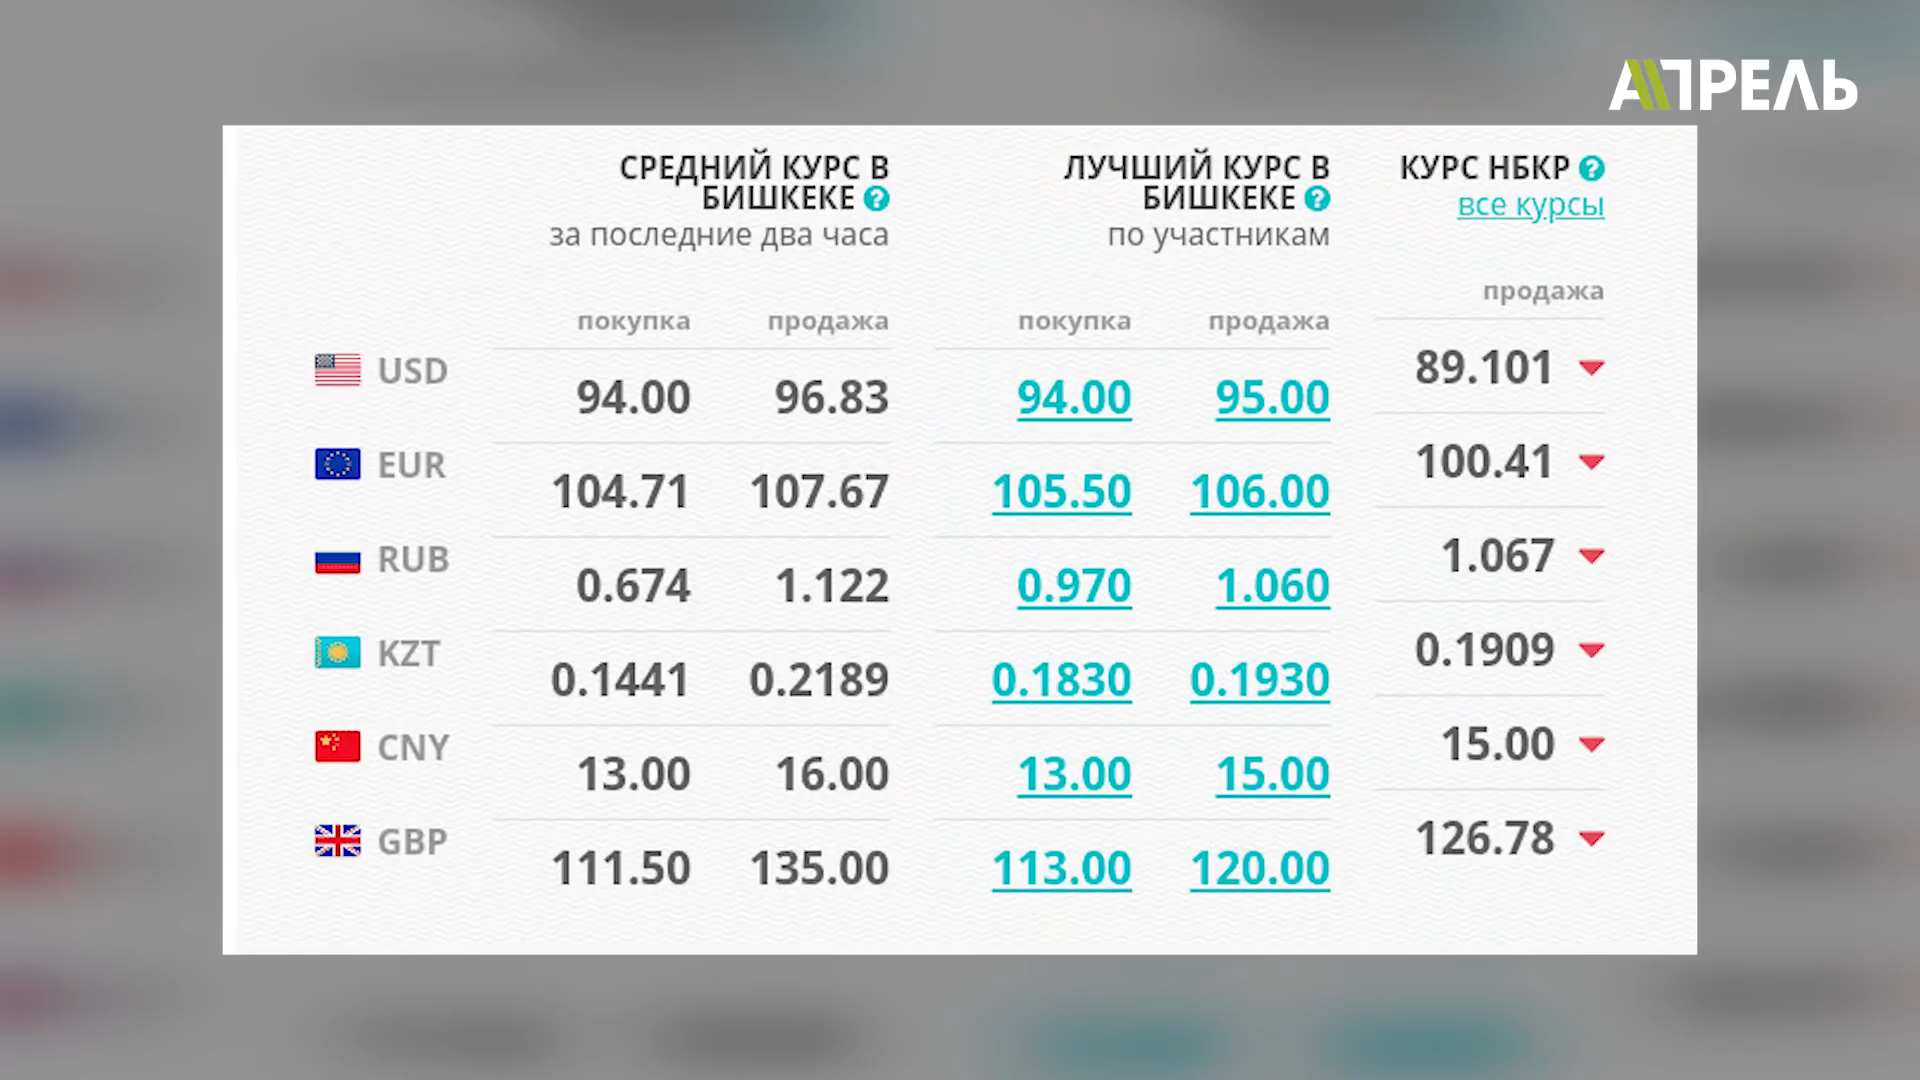 АПРЕЛЬ
СРЕДНИЙ КУРС В БИШКЕКЕ ?
за последние два часа
ЛУЧШИЙ КУРС В БИШКЕКЕ ?
по участникам
КУРС НБКР ?
все курсы
покупка продажа покупка продажа продажа
USD 94.00 96.83 94.00 95.00 89.101
EUR 104.71 107.67 105.50 106.00 100.41
RUB 0.674 1.122 0.970 1.060 1.067
KZT 0.1441 0.2189 0.1830 0.1930 0.1909
CNY 13.00 16.00 13.00 15.00 15.00
GBP 111.50 135.00 113.00 120.00 126.78